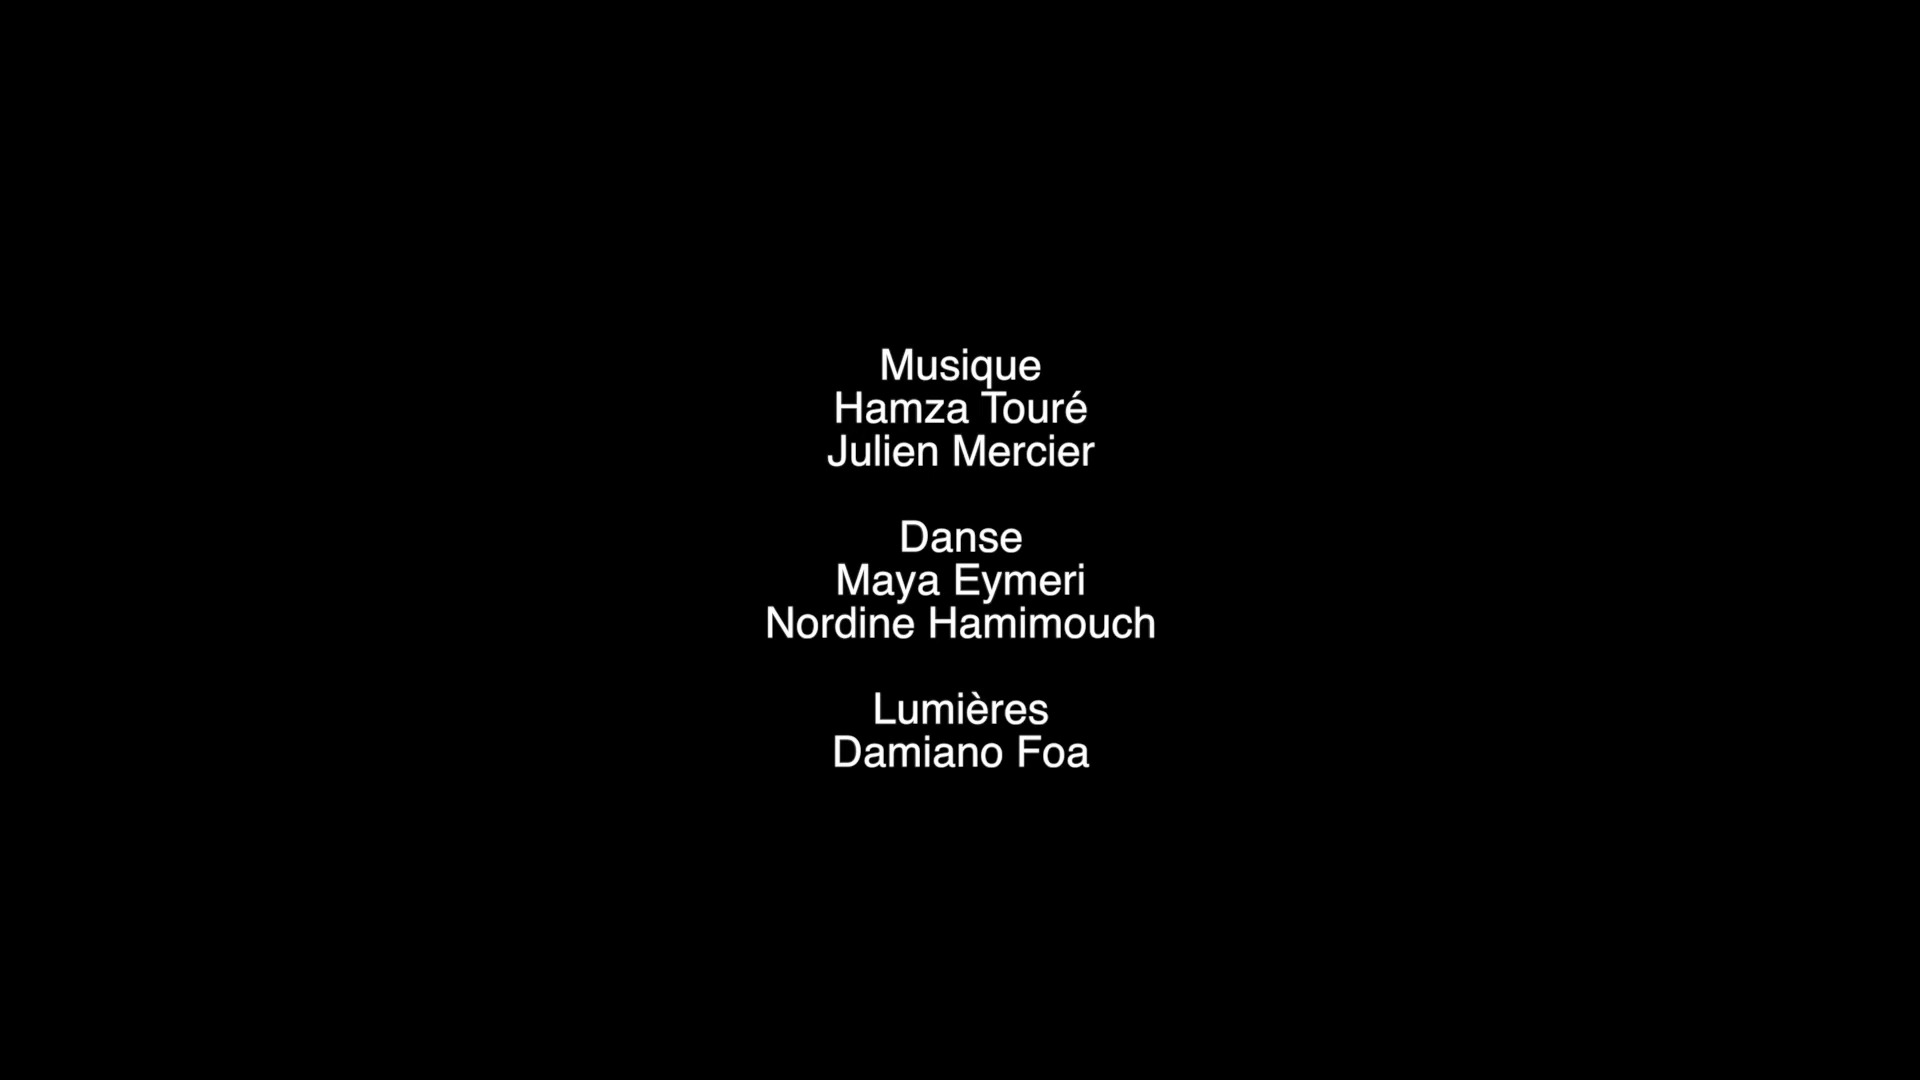 Musique
Hamza Touré
Julien Mercier
Danse
Maya Eymeri
Nordine Hamimouch
Lumières
Damiano Foa